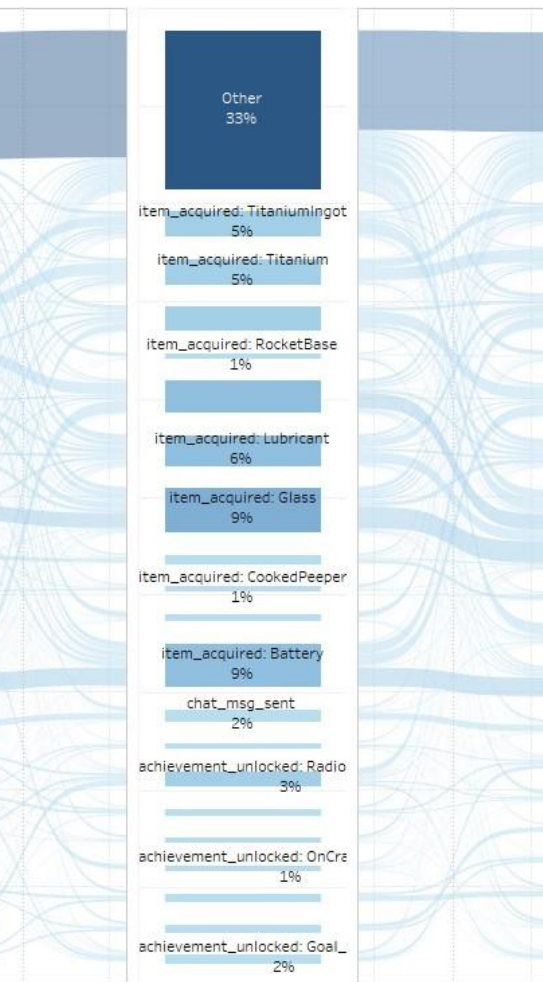 Other
33%
item_acquired: TitaniumIngot
5%
item_acquired: Titanium
5%
item_acquired: RocketBase
1%
item_acquired: Lubricant
6%
item_acquired: Glass
9%
item_acquired: CookedPeeper
1%
item_acquired: Battery
9%
chat_msg_sent
2%
achievement_unlocked: Radio
3%
achievement_unlocked: OnCra
1%
achievement_unlocked: Goal_
2%